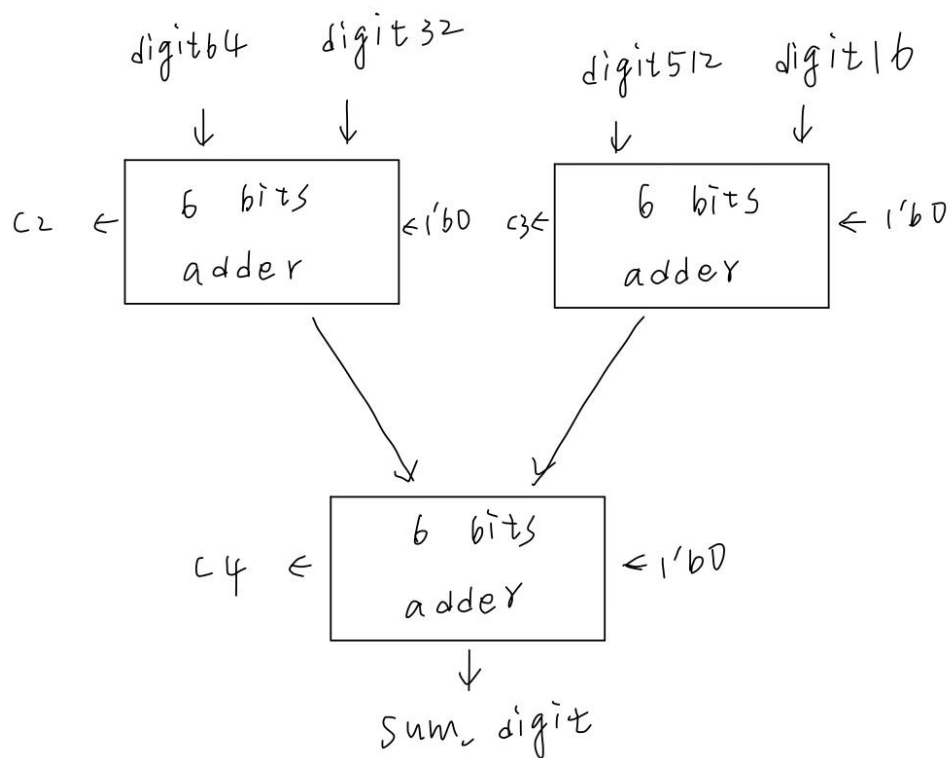 digit64 digit32
digit512 digit16
6 bits
adder
C2
1'b0
6 bits
adder
C3
1'b0
6 bits
adder
C4
1'b0
sum_digit